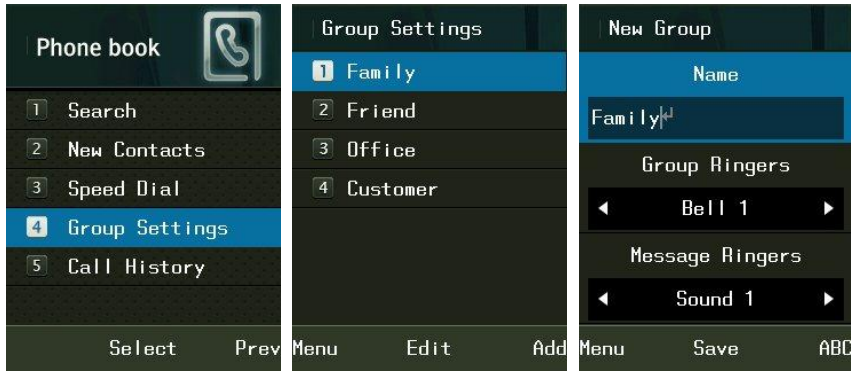 Phone book
1 Search
2 New Contacts
3 Speed Dial
4 Group Settings
5 Call History
Select Prev
Group Settings
1 Family
2 Friend
3 Office
4 Customer
Menu Edit Add
New Group
Name
Family
Group Ringers
Bell 1
Message Ringers
Sound 1
Menu Save ABC